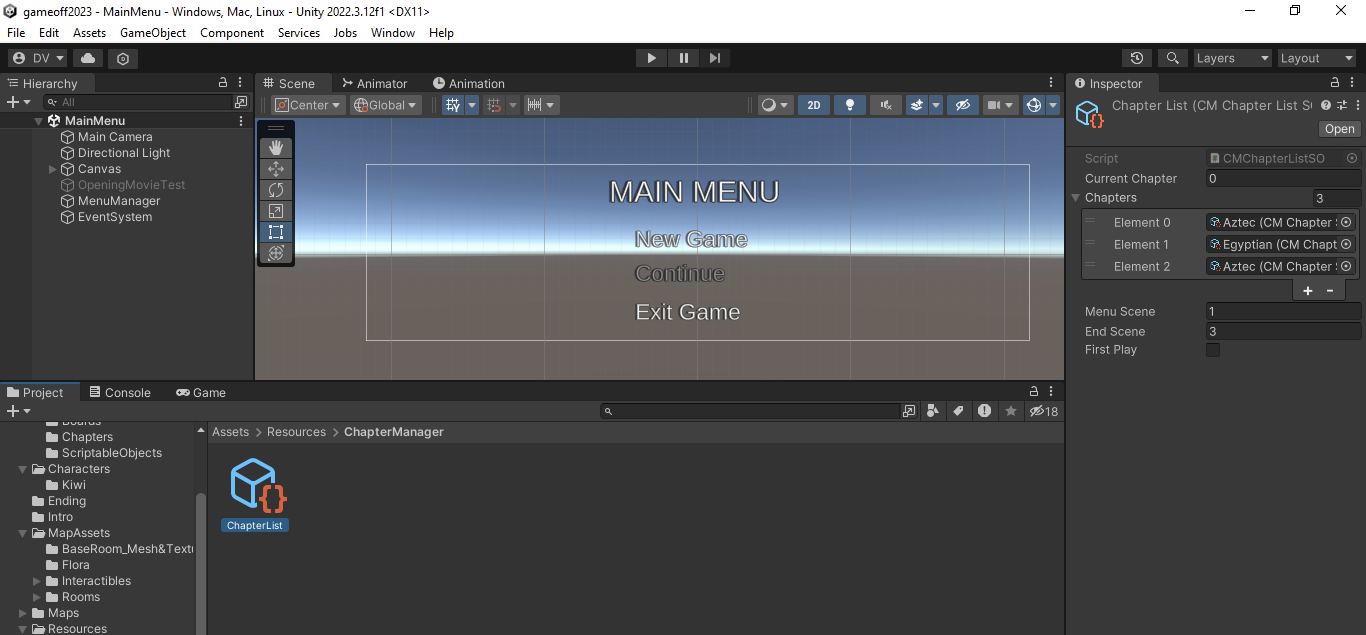 gameoff2023 - MainMenu - Windows, Mac, Linux - Unity 2022.3.12f1 <DX11>
File Edit Assets GameObject Component Services Jobs Window Help
DV Layers Layout
Hierarchy
All
MainMenu
Main Camera
Directional Light
Canvas
OpeningMovieTest
MenuManager
EventSystem
Scene Animator Animation
Center Global 2D
MAIN MENU
New Game
Continue
Exit Game
Inspector
Chapter List (CM Chapter List S
Open
Script CMChapterListSO
Current Chapter 0
Chapters 3
Element 0 Aztec (CM Chapter
Element 1 Egyptian (CM Chapt
Element 2 Aztec (CM Chapter
+ -
Menu Scene 1
End Scene 3
First Play
Project Console Game
18
Boards
Chapters
ScriptableObjects
Characters
Kiwi
Ending
Intro
MapAssets
BaseRoom_Mesh&Textu
Flora
Interactibles
Rooms
Maps
Resources
Assets > Resources > ChapterManager
ChapterList